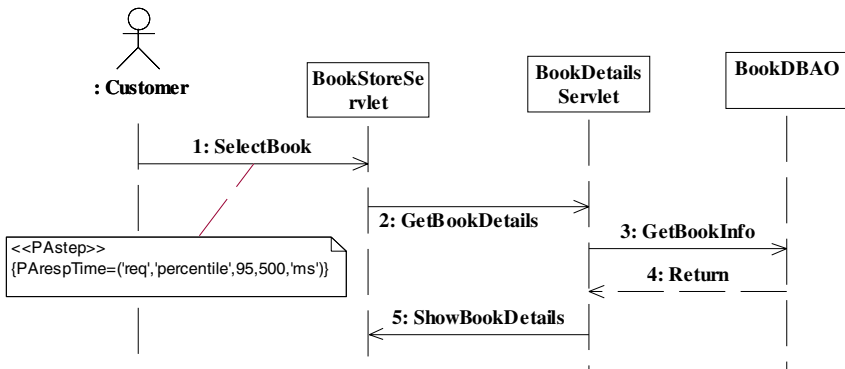 : Customer
BookStoreSe
rvlet
BookDetails
Servlet
BookDBAO
1: SelectBook
2: GetBookDetails
<<PAstep>>
{PArespTime=('req','percentile',95,500,'ms')}
3: GetBookInfo
4: Return
5: ShowBookDetails